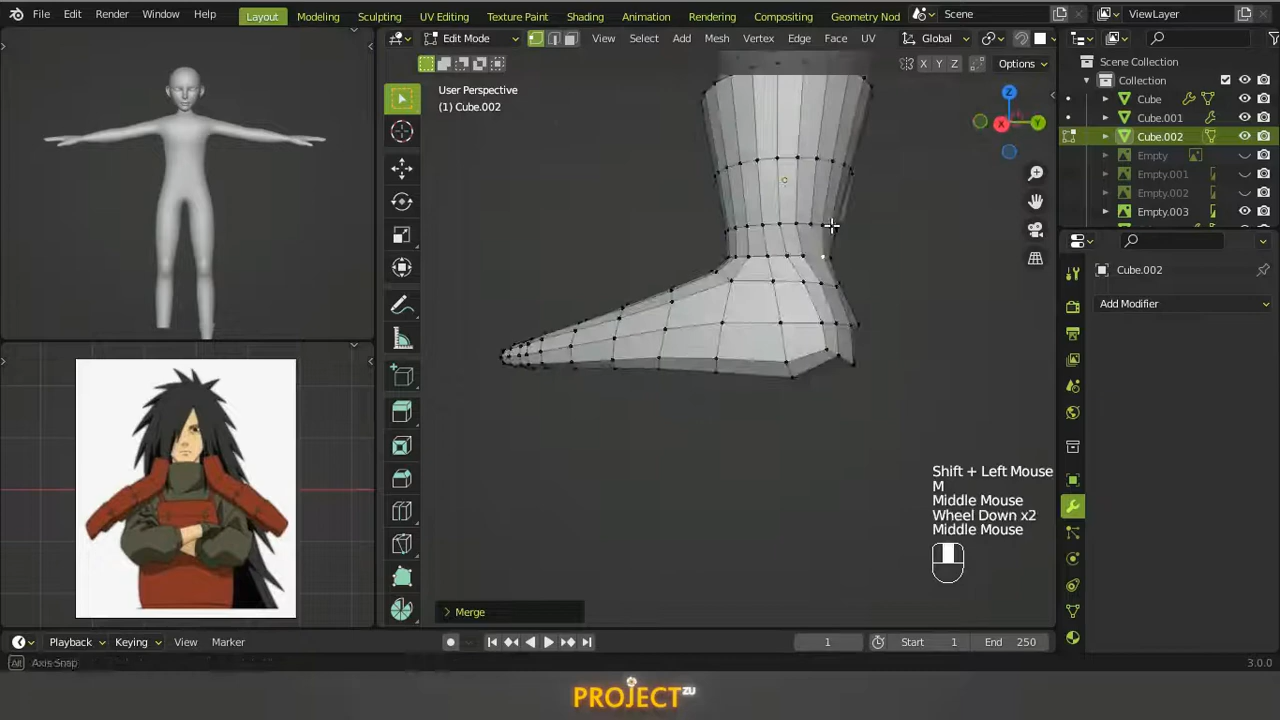 File Edit Render Window Help Layout Modeling Sculpting UV Editing Texture Paint Shading Animation Rendering Compositing Geometry Nod Scene ViewLayer
Edit Mode View Select Add Mesh Vertex Edge Face UV Global
X Y Z Options
User Perspective
(1) Cube.002
Z
X
Y
Scene Collection
Collection
Cube
Cube.001
Cube.002
Empty
Empty.001
Empty.002
Empty.003
Cube.002
Add Modifier
Shift + Left Mouse
M
Middle Mouse
Wheel Down x2
Middle Mouse
Merge
Playback Keying View Marker 1 Start 1 End 250
Alt Axis Snap 3.0.0
PROJECT ZU